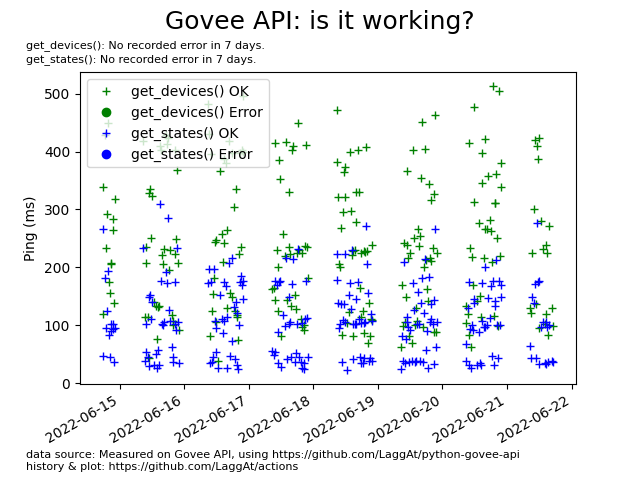 Govee API: is it working?
get_devices(): No recorded error in 7 days.
get_states(): No recorded error in 7 days.
get_devices() OK
get_devices() Error
get_states() OK
get_states() Error
Ping (ms)
500
400
300
200
100
0
2022-06-15
2022-06-16
2022-06-17
2022-06-18
2022-06-19
2022-06-20
2022-06-21
2022-06-22
data source: Measured on Govee API, using https://github.com/LaggAt/python-govee-api
history & plot: https://github.com/LaggAt/actions